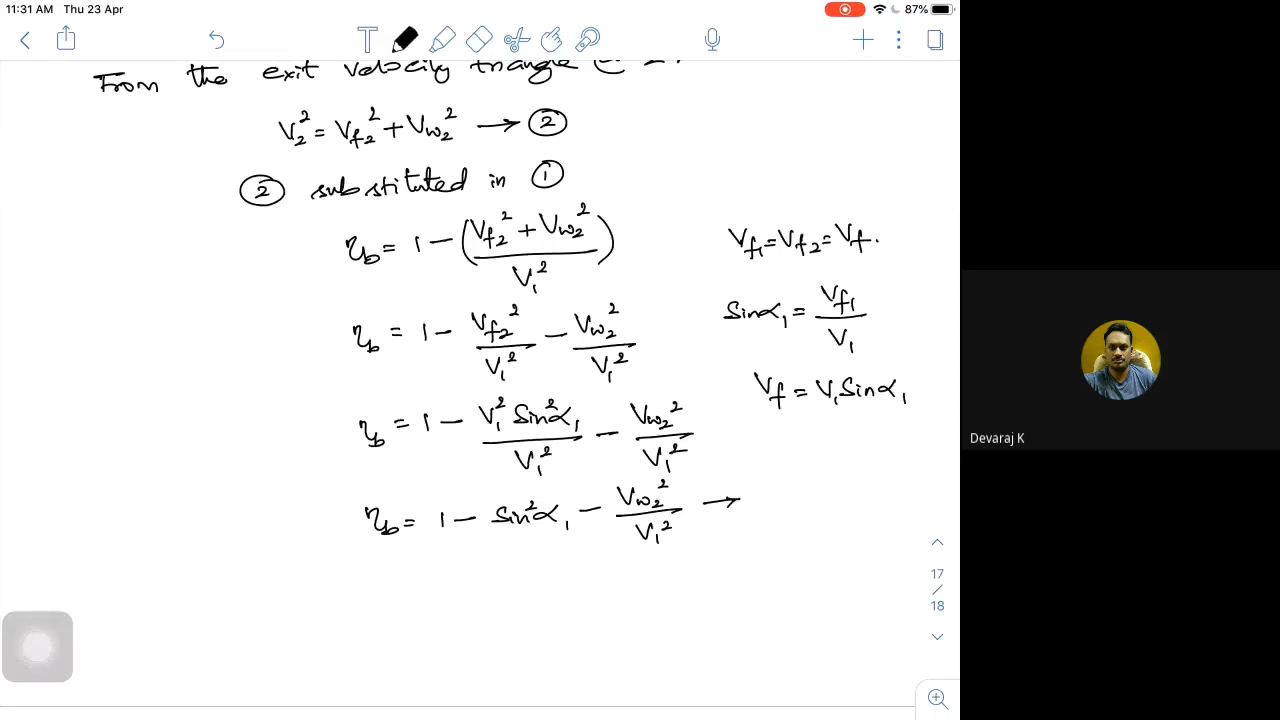 11:31 AM Thu 23 Apr
87%
T
From the exit velocity triangle @ 2.
V₂² = Vf₂² + Vw₂² → ②
② substituted in ①
ηb = 1 − (Vf₂² + Vw₂² / V₁²)
Vf₁ = Vf₂ = Vf.
ηb = 1 − Vf₂²/V₁² − Vw₂²/V₁²
Sinα₁ = Vf₁/V₁
Vf = V₁Sinα₁
ηb = 1 − V₁² Sin²α₁/V₁² − Vw₂²/V₁²
ηb = 1 − Sin²α₁ − Vw₂²/V₁² →
Devaraj K
17
/
18